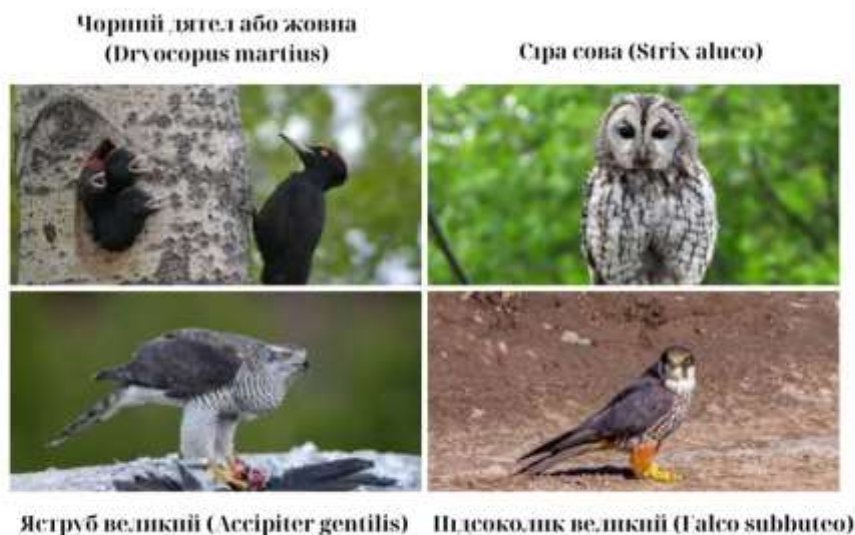 Чорний дятел або жовна
(Dryocopus martius)
Сіра сова (Strix aluco)
Яструб великий (Accipiter gentilis)
Підсоколик великий (Falco subbuteo)